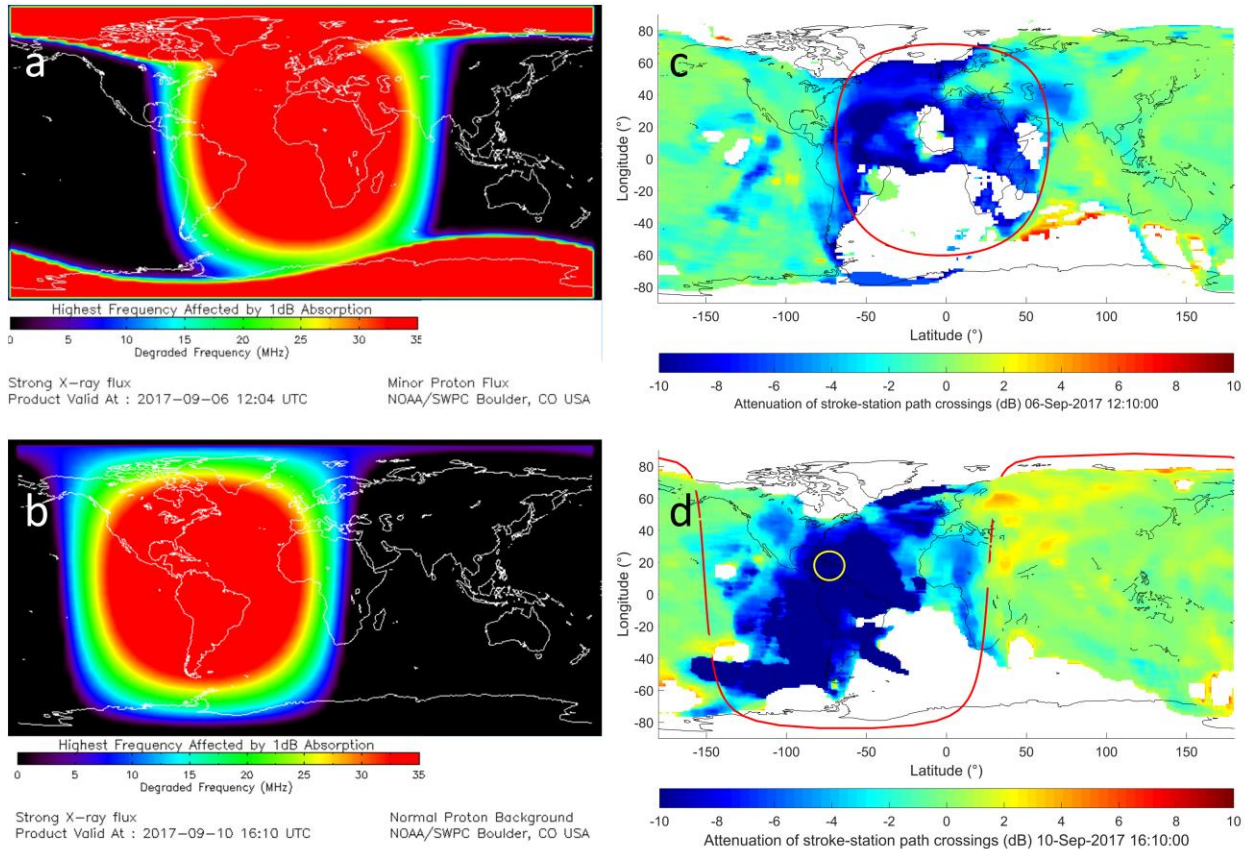 a
Highest Frequency Affected by 1dB Absorption
0 5 10 15 20 25 30 35
Degraded Frequency (MHz)
Strong X-ray flux Minor Proton Flux
Product Valid At : 2017-09-06 12:04 UTC NOAA/SWPC Boulder, CO USA
c
80
60
40
20
0
-20
-40
-60
-80
Longitude (°)
-150 -100 -50 0 50 100 150
Latitude (°)
-10 -8 -6 -4 -2 0 2 4 6 8 10
Attenuation of stroke-station path crossings (dB) 06-Sep-2017 12:10:00
b
Highest Frequency Affected by 1dB Absorption
0 5 10 15 20 25 30 35
Degraded Frequency (MHz)
Strong X-ray flux Normal Proton Background
Product Valid At : 2017-09-10 16:10 UTC NOAA/SWPC Boulder, CO USA
d
80
60
40
20
0
-20
-40
-60
-80
Longitude (°)
-150 -100 -50 0 50 100 150
Latitude (°)
-10 -8 -6 -4 -2 0 2 4 6 8 10
Attenuation of stroke-station path crossings (dB) 10-Sep-2017 16:10:00